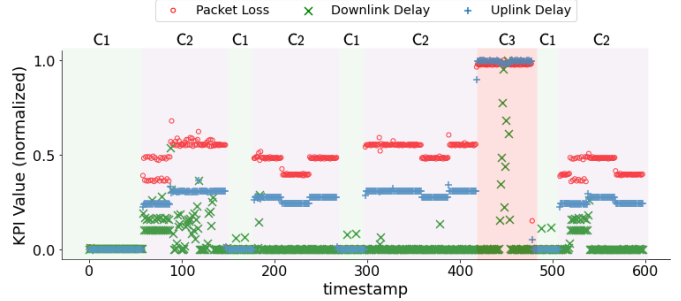 Packet Loss Downlink Delay Uplink Delay
C1 C2 C1 C2 C1 C2 C3 C1 C2
1.0
0.5
0.0
KPI Value (normalized)
0 100 200 300 400 500 600
timestamp